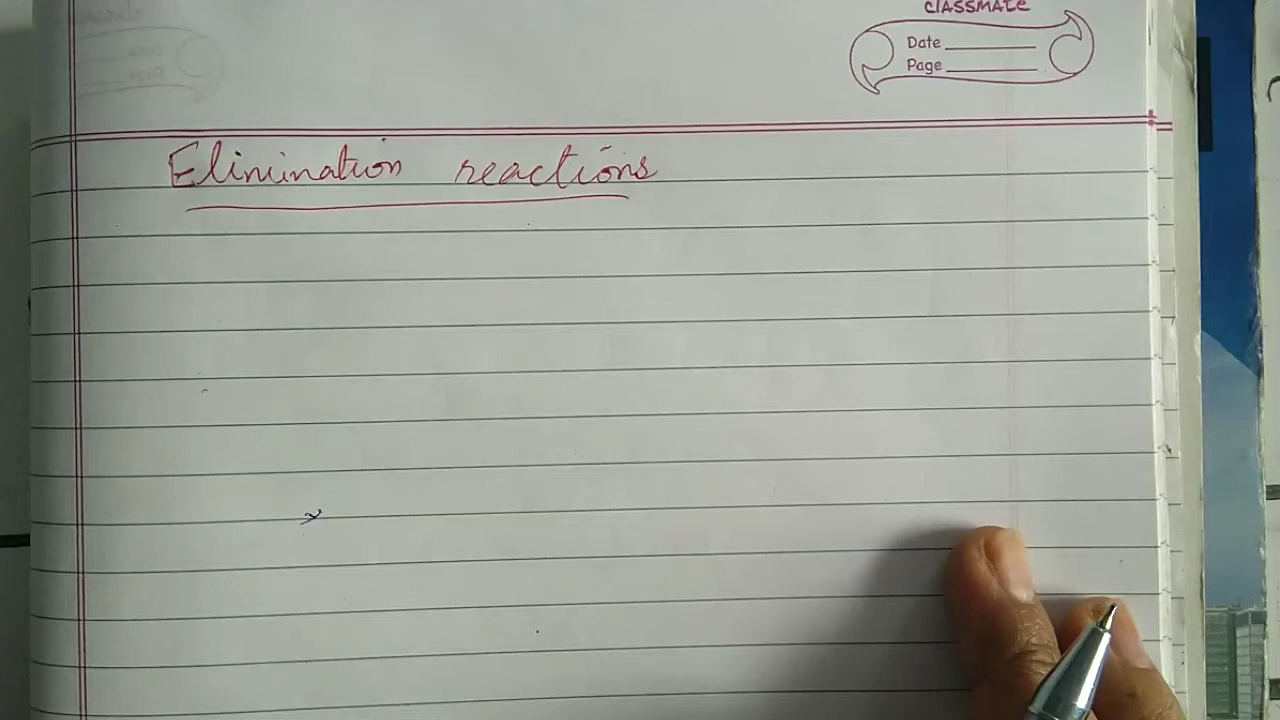 classmate
Date
Page
Elimination reactions